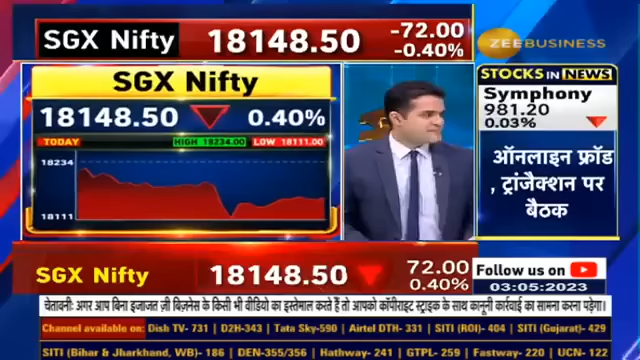 SGX Nifty 18148.50 -72.00 -0.40%
ZEEBUSINESS
SGX Nifty
18148.50 0.40%
TODAY HIGH 18234.00 LOW 18111.00
18234
18111
STOCKS IN NEWS
Symphony
981.20
0.03%
ऑनलाइन फ्रॉड
, ट्रांजैक्शन पर
बैठक
SGX Nifty 18148.50 72.00 0.40%
Follow us on
03:05:2023
चेतावनी: अगर आप बिना इजाजत ज़ी बिज़नेस के किसी भी वीडियो का इस्तेमाल करते हैं तो आपको कॉपीराइट स्ट्राइक के साथ कानूनी कार्रवाई का सामना करना पड़ेगा.
Channel available on: Dish TV- 731 | D2H-343 | Tata Sky-590 | Airtel DTH- 331 | SITI (ROI) - 404 | SITI (Gujarat) - 429
SITI (Bihar & Jharkhand, WB)- 186 | DEN-355/356 | Hathway- 241 | GTPL- 259 | Fastway- 220 | UCN- 122